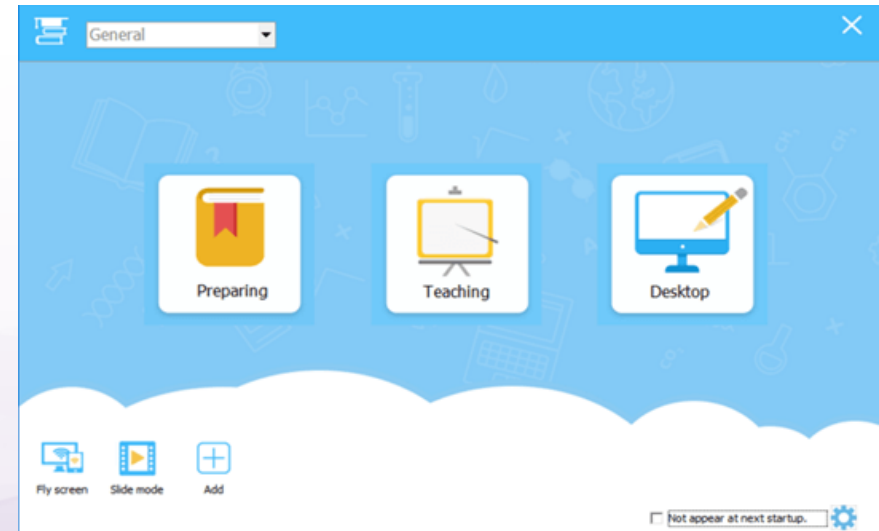 General
Preparing
Teaching
Desktop
Fly screen
Slide mode
Add
Not appear at next startup.